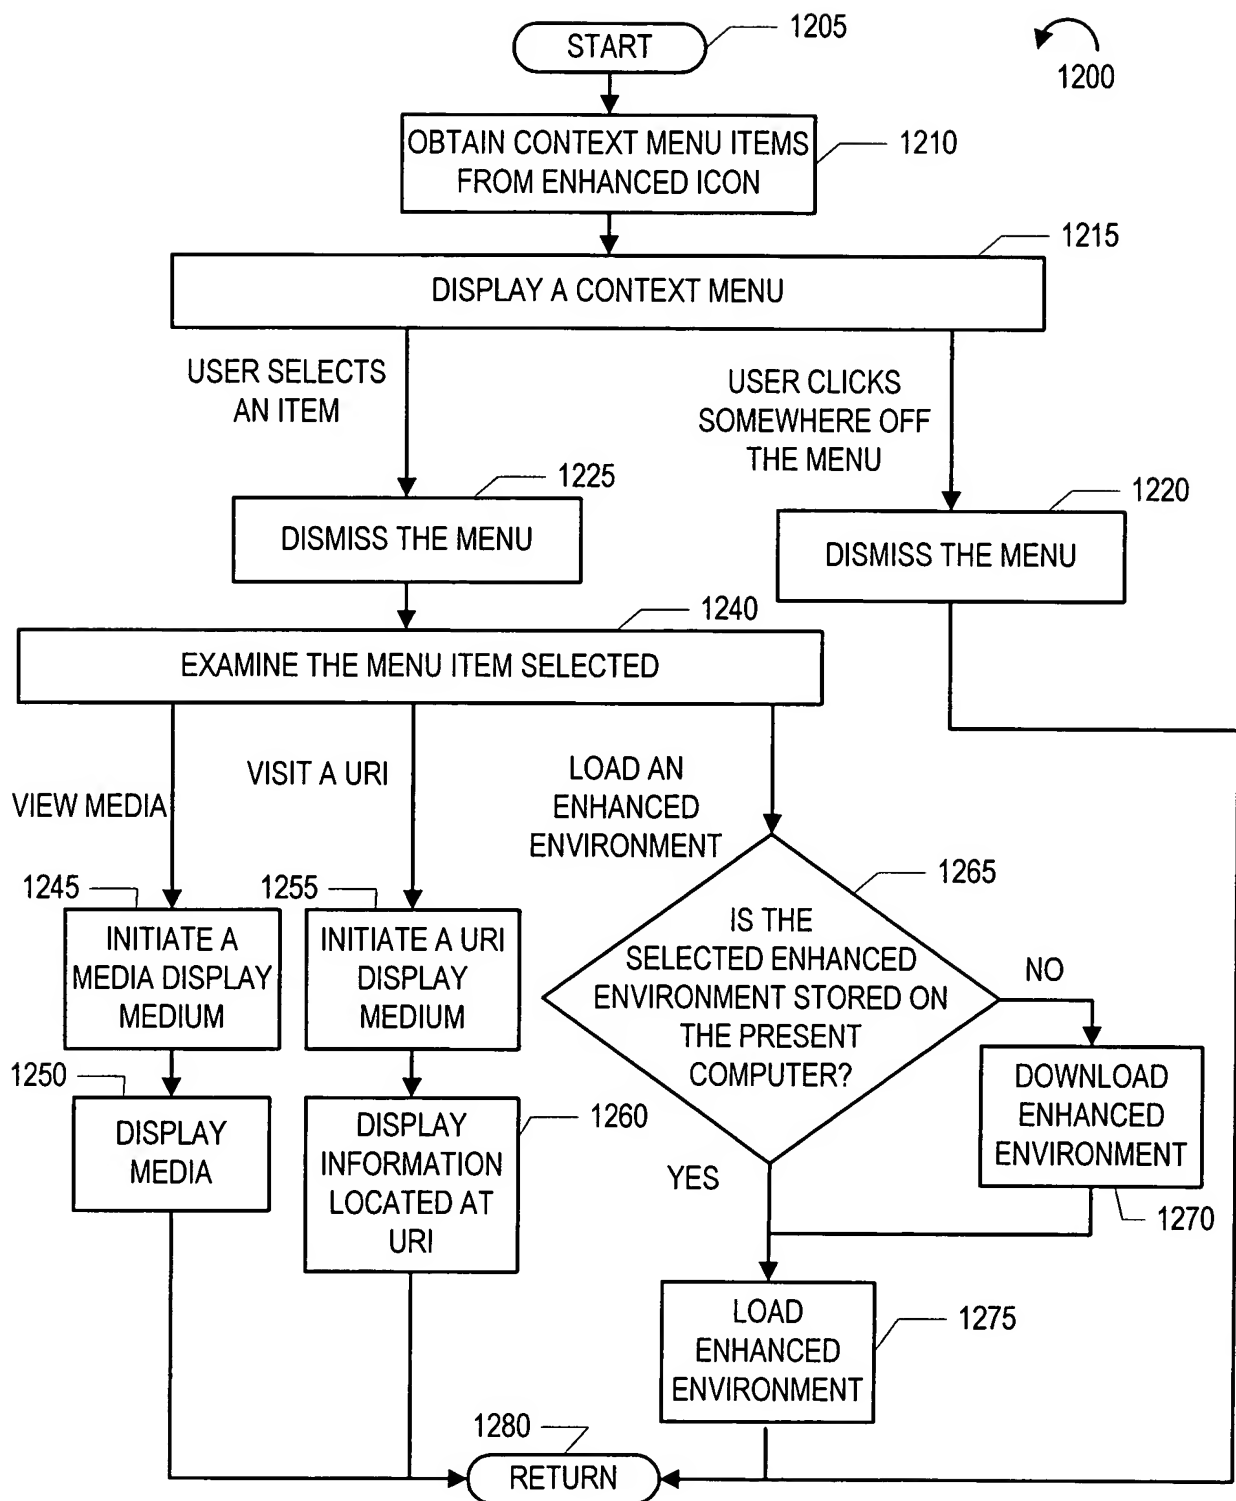 START
1205
1200
OBTAIN CONTEXT MENU ITEMS
FROM ENHANCED ICON
1210
1215
DISPLAY A CONTEXT MENU
USER SELECTS
AN ITEM
USER CLICKS
SOMEWHERE OFF
THE MENU
1225
DISMISS THE MENU
1220
DISMISS THE MENU
1240
EXAMINE THE MENU ITEM SELECTED
VIEW MEDIA
VISIT A URI
LOAD AN
ENHANCED
ENVIRONMENT
1245
INITIATE A
MEDIA DISPLAY
MEDIUM
1255
INITIATE A URI
DISPLAY
MEDIUM
1265
IS THE
SELECTED ENHANCED
ENVIRONMENT STORED ON
THE PRESENT
COMPUTER?
NO
YES
1250
DISPLAY
MEDIA
1260
DISPLAY
INFORMATION
LOCATED AT
URI
DOWNLOAD
ENHANCED
ENVIRONMENT
1270
LOAD
ENHANCED
ENVIRONMENT
1275
1280
RETURN